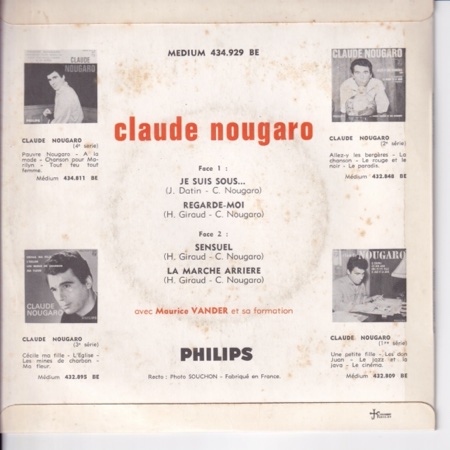 MEDIUM 434.929 BE
CLAUDE NOUGARO
claude nougaro
CLAUDE NOUGARO
(4e série)
Pauvre Nougaro - A la
mode - Chanson pour Ma-
rilyn - Tout feu tout
femme.
Médium 434.811 BE
CLAUDE NOUGARO
(2e série)
Allez-y les bergères - La
chanson - Le rouge et le
noir - Le paradis.
Médium 432.848 BE
Face 1 :
JE SUIS SOUS...
(J. Datin - C. Nougaro)
REGARDE-MOI
(H. Giraud - C. Nougaro)
Face 2 :
SENSUEL
(H. Giraud - C. Nougaro)
LA MARCHE ARRIERE
(H. Giraud - C. Nougaro)
CLAUDE
NOUGARO
NOUGARO
avec Maurice VANDER et sa formation
CLAUDE NOUGARO
(3e série)
Cécile ma fille - L'Eglise -
Les mines de charbon -
Ma fleur.
Médium 432.895 BE
CLAUDE NOUGARO
(1re série)
Une petite fille - Les Don
Juan - Le jazz et la
java - Le cinéma.
Médium 432.809 BE
PHILIPS
Recto : Photo SOUCHON - Fabriqué en France.